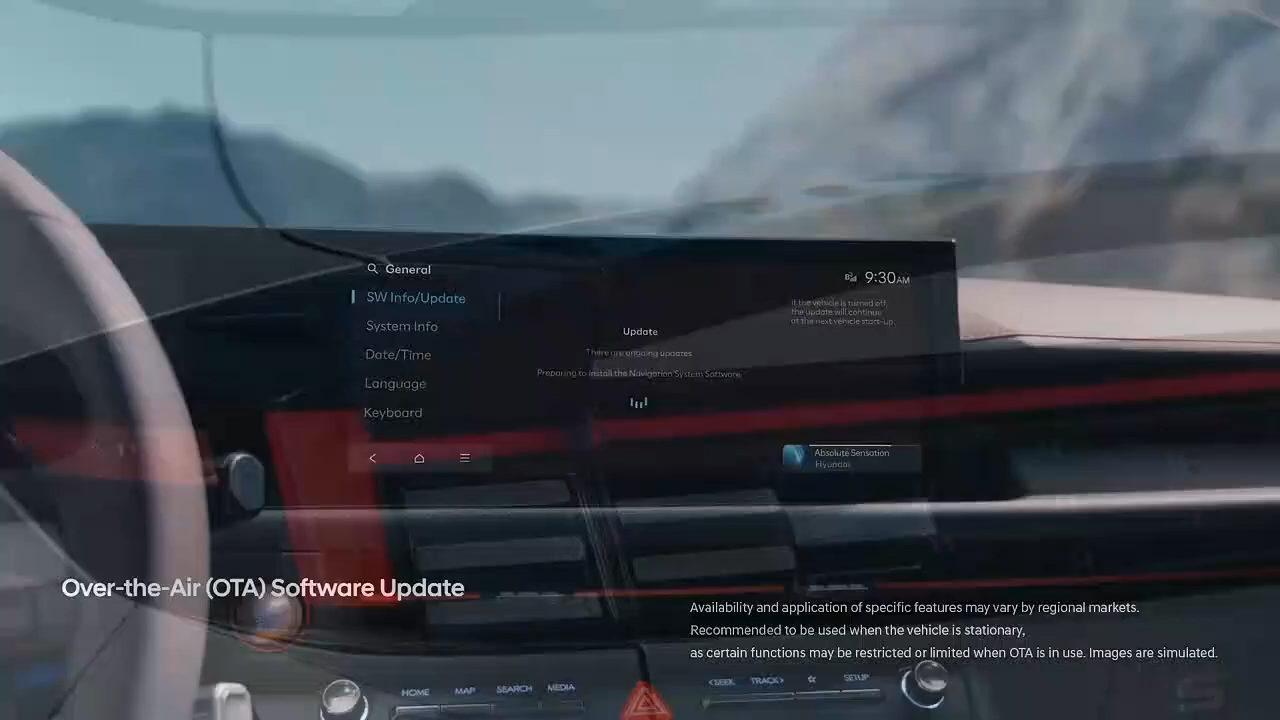 General
SW Info/Update
System Info
Date/Time
Language
Keyboard
9:30AM
If the vehicle is turned off,
the update will continue
at the next vehicle start-up.
Update
There are ongoing updates
Preparing to install the Navigation System Software.
Absolute Sensation
Hyundai
Over-the-Air (OTA) Software Update
Availability and application of specific features may vary by regional markets.
Recommended to be used when the vehicle is stationary,
as certain functions may be restricted or limited when OTA is in use. Images are simulated.
HOME MAP SEARCH MEDIA
<SEEK TRACK> ☆ SETUP